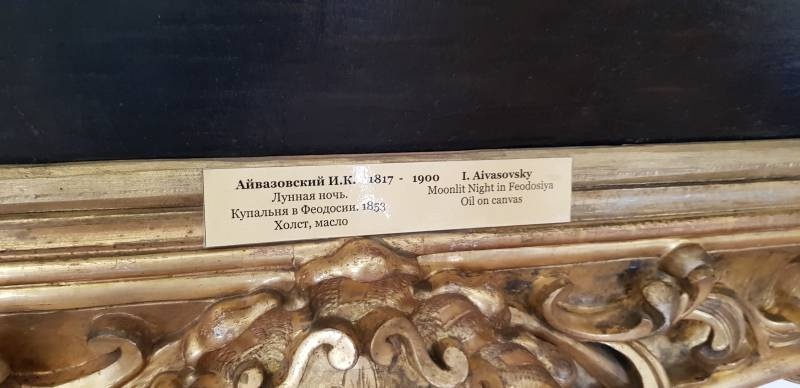 Айвазовский И.К. 1817 - 1900 I. Aivasovsky
Лунная ночь. Moonlit Night in Feodosiya
Купальня в Феодосии. 1853 Oil on canvas
Холст, масло